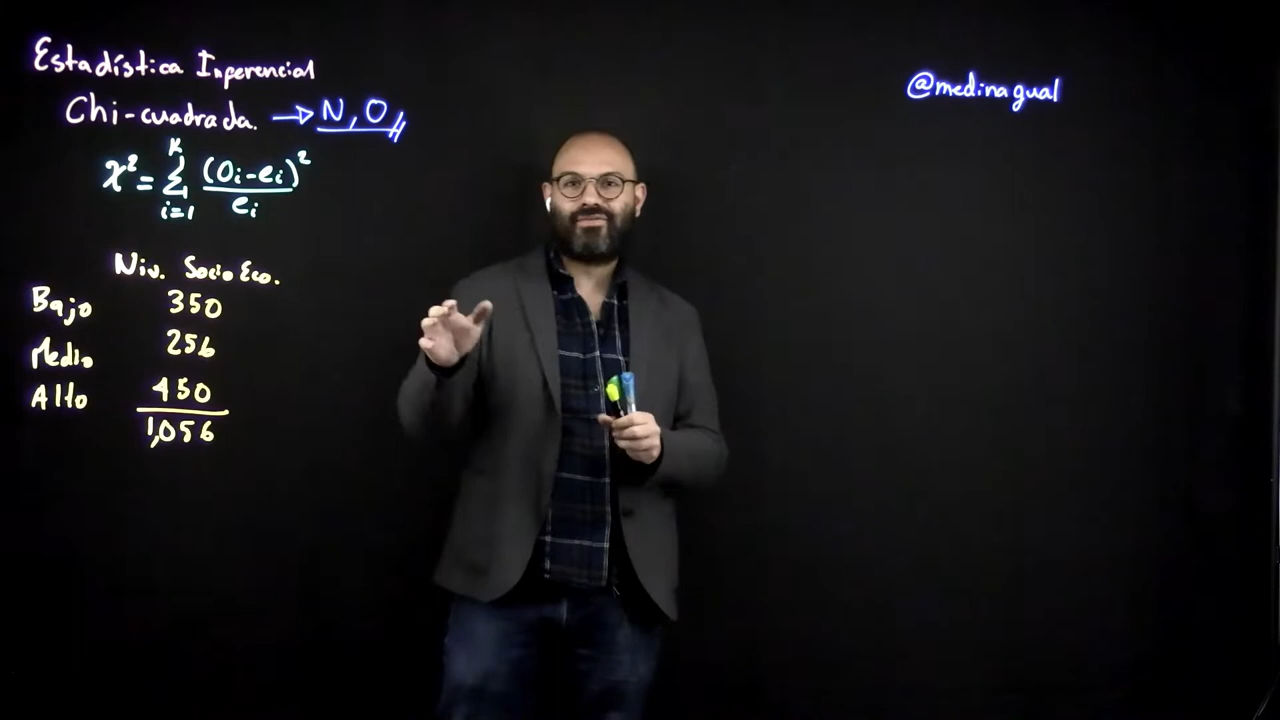 Estadística Inferencial
Chi-cuadrada. → N, O
χ² = Σ (Oi - ei)² / ei
K
i=1
Niv. Socio Eco.
Bajo 350
Medio 256
Alto 450
1,056
@medinagual